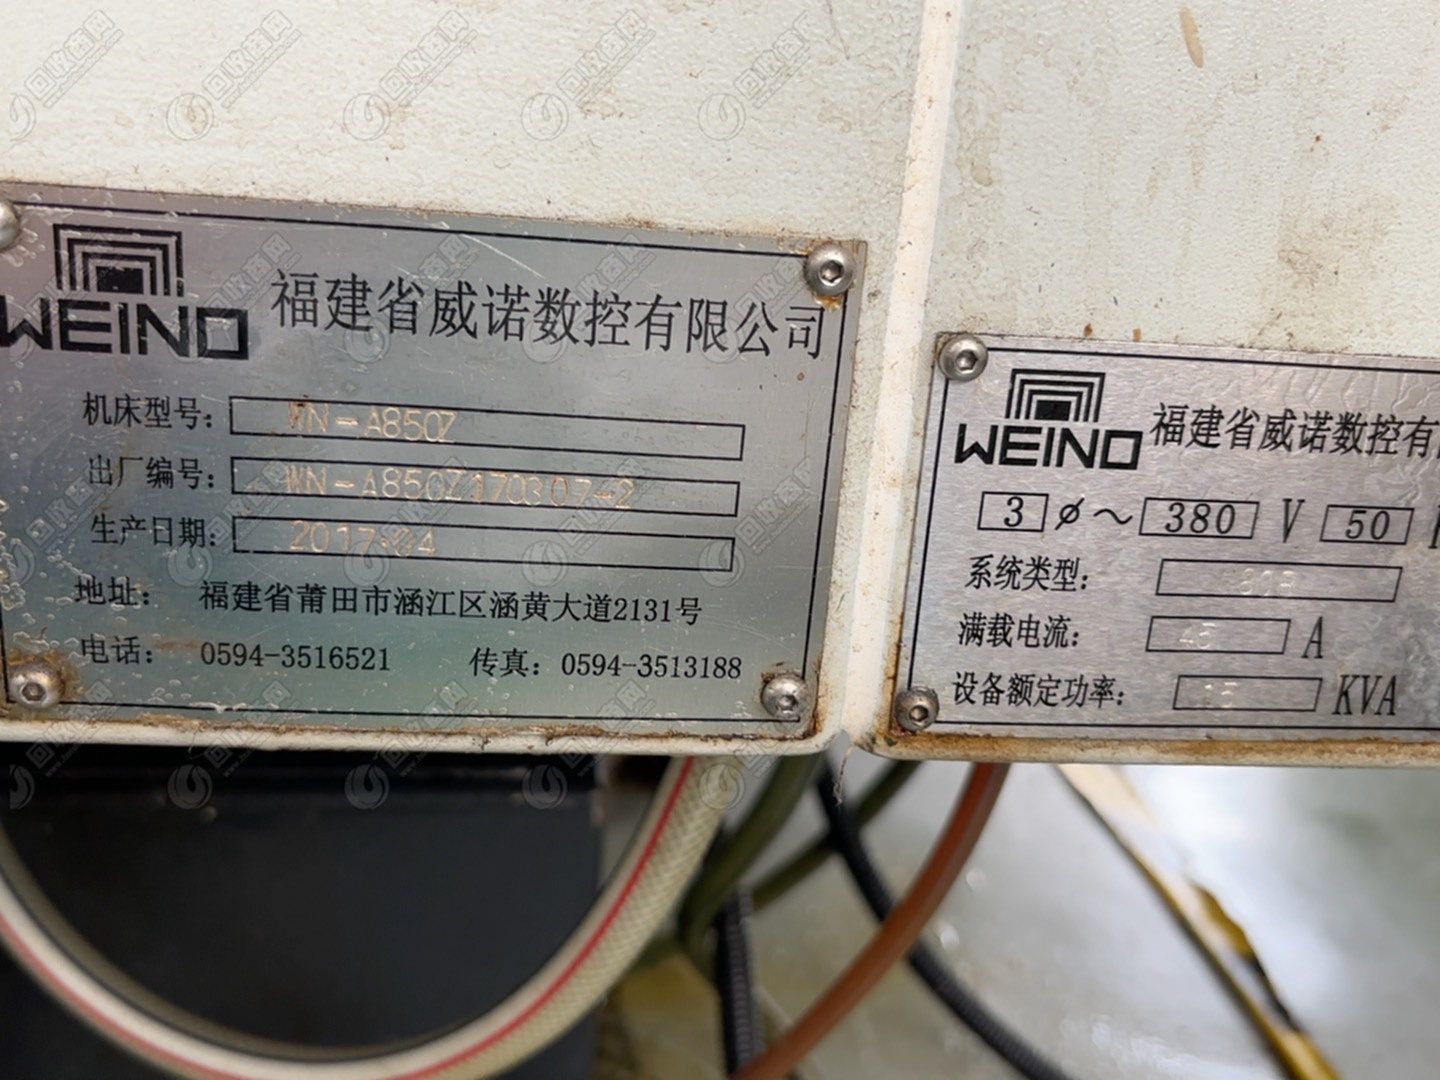 WEINO 福建省威诺数控有限公司
机床型号: WN-A850Z
出厂编号: WN-A850Z170307-2
生产日期: 2017.04
地址: 福建省莆田市涵江区涵黄大道2131号
电话: 0594-3516521 传真: 0594-3513188
WEINO 福建省威诺数控有
3 ∅ ~ 380 V 50
系统类型:
满载电流: A
设备额定功率: KVA
回收商网